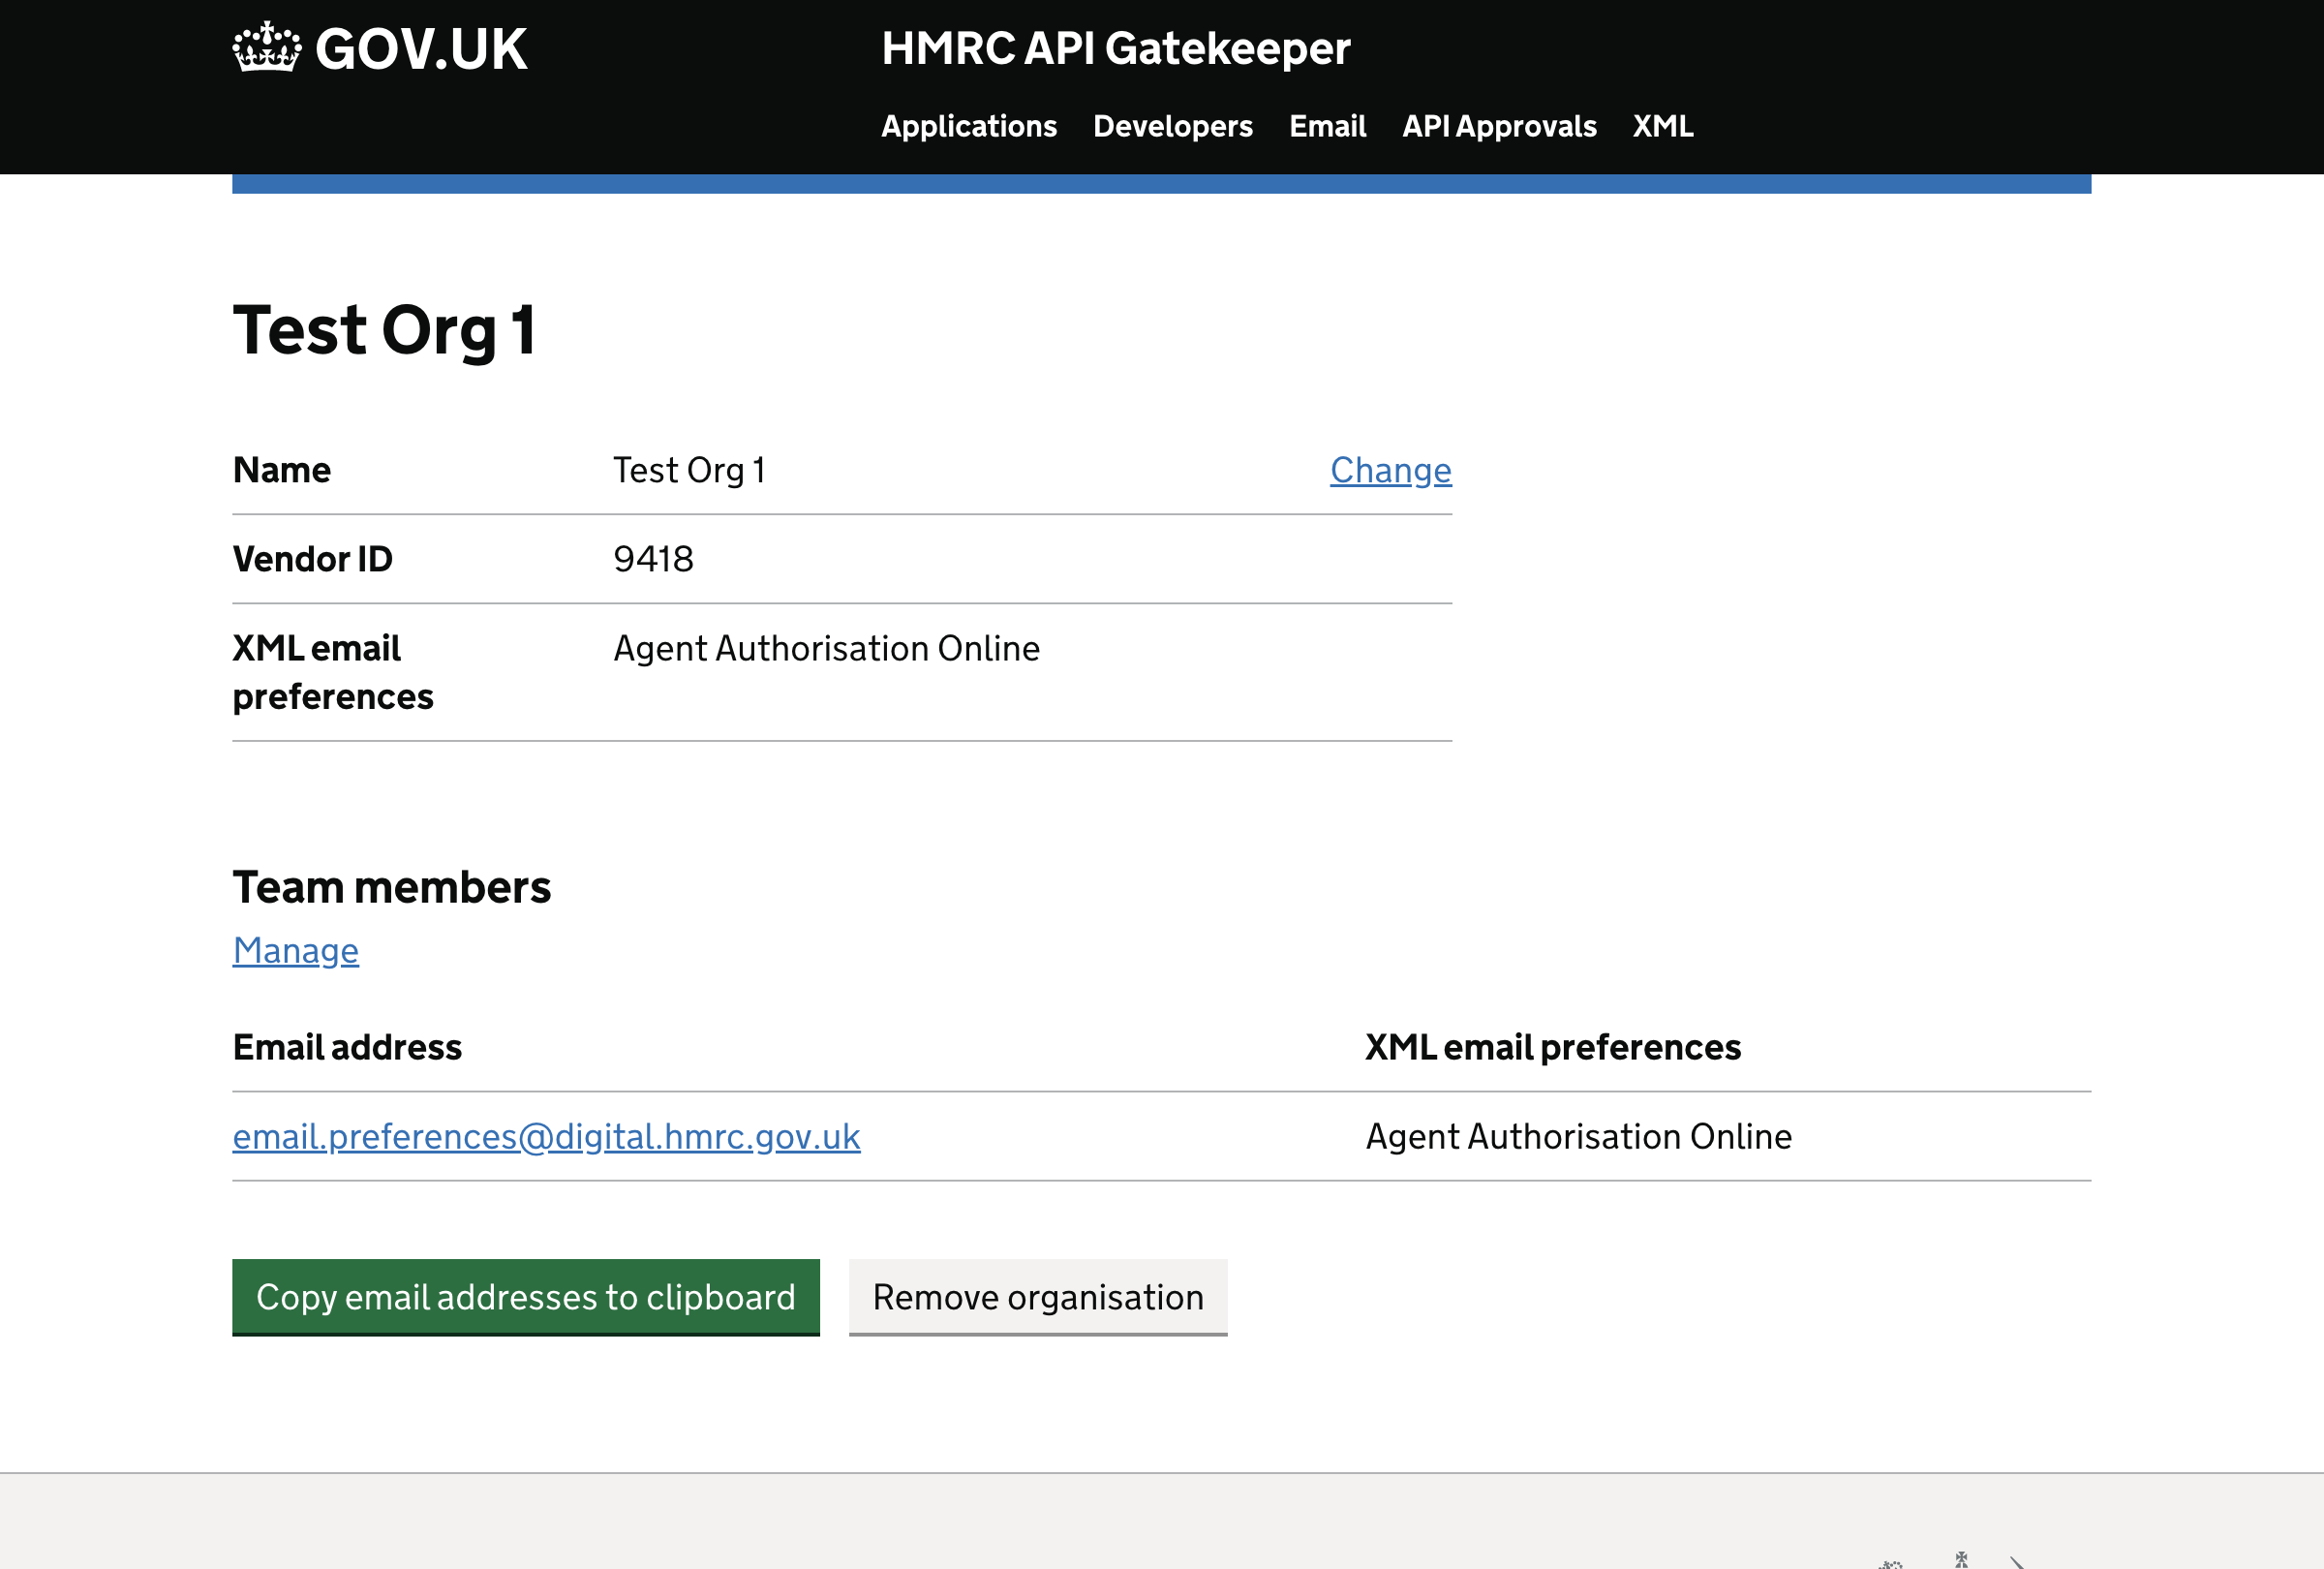 GOV.UK
HMRC API Gatekeeper
Applications Developers Email API Approvals XML
Test Org 1
Name Test Org 1 Change
Vendor ID 9418
XML email Agent Authorisation Online
preferences
Team members
Manage
Email address XML email preferences
email.preferences@digital.hmrc.gov.uk Agent Authorisation Online
Copy email addresses to clipboard Remove organisation